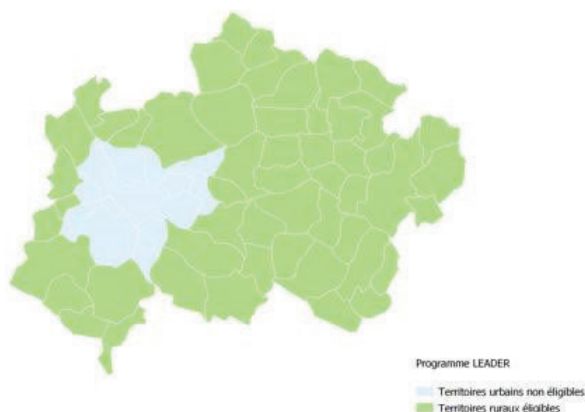 Programme LEADER
Territoires urbains non éligibles
Territoires ruraux éligibles